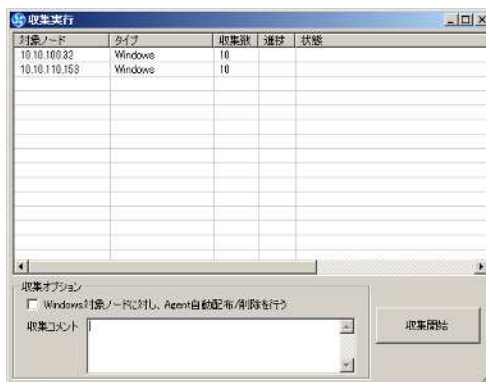 収集実行
対象ノード タイプ 収集数 進捗 状態
10.10.100.32 Windows 10
10.10.110.153 Windows 10
収集オプション
Windows対象ノードに対し、Agent自動配布/削除を行う
収集コメント
収集開始